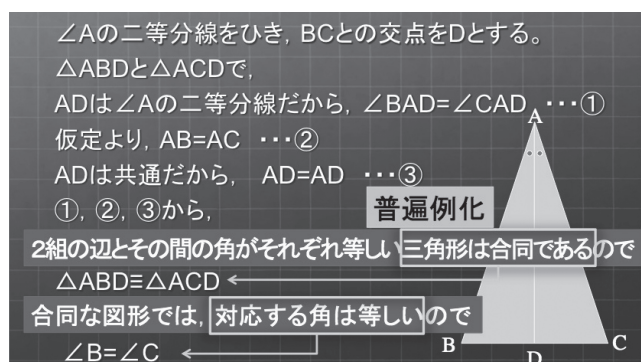 ∠Aの二等分線をひき, BCとの交点をDとする。
△ABDと△ACDで,
ADは∠Aの二等分線だから, ∠BAD=∠CAD ・・・①
仮定より, AB=AC ・・・②
ADは共通だから, AD=AD ・・・③
①, ②, ③から,
普遍例化
2組の辺とその間の角がそれぞれ等しい三角形は合同であるので
△ABD≡△ACD
合同な図形では, 対応する角は等しいので
∠B=∠C
A
B
D
C